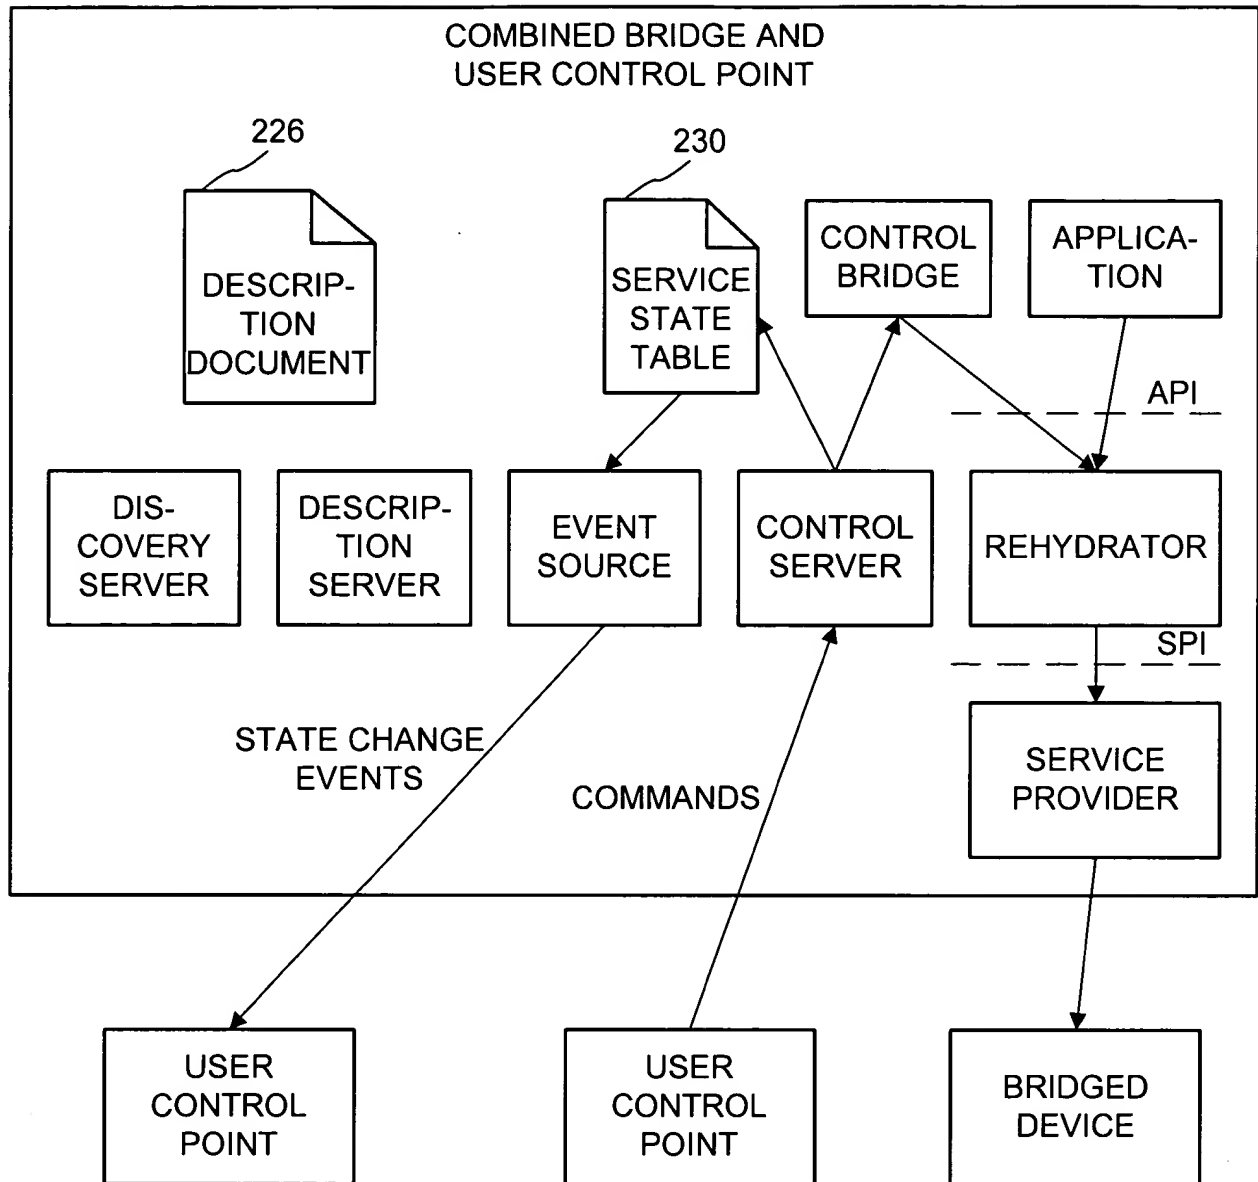 COMBINED BRIDGE AND
USER CONTROL POINT
226
230
DESCRIP-
TION
DOCUMENT
SERVICE
STATE
TABLE
CONTROL
BRIDGE
APPLICA-
TION
API
DIS-
COVERY
SERVER
DESCRIP-
TION
SERVER
EVENT
SOURCE
CONTROL
SERVER
REHYDRATOR
SPI
STATE CHANGE
EVENTS
COMMANDS
SERVICE
PROVIDER
USER
CONTROL
POINT
USER
CONTROL
POINT
BRIDGED
DEVICE